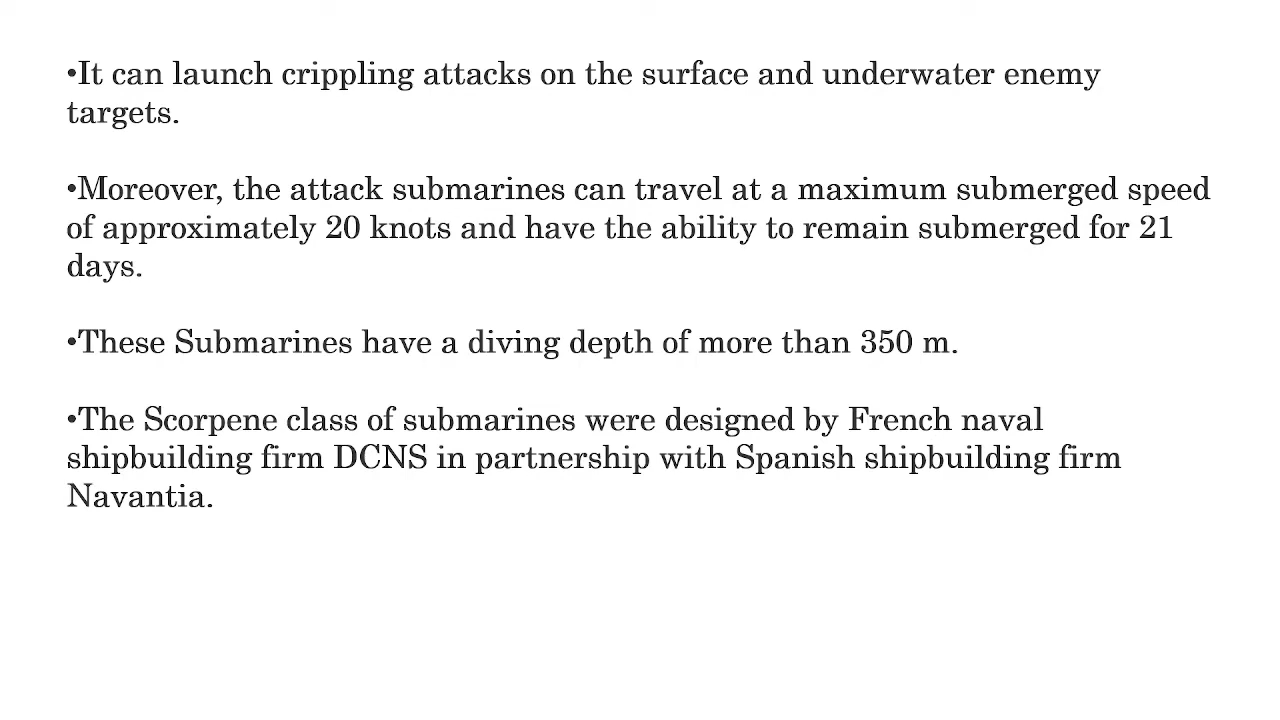 •It can launch crippling attacks on the surface and underwater enemy
targets.
•Moreover, the attack submarines can travel at a maximum submerged speed
of approximately 20 knots and have the ability to remain submerged for 21
days.
•These Submarines have a diving depth of more than 350 m.
•The Scorpene class of submarines were designed by French naval
shipbuilding firm DCNS in partnership with Spanish shipbuilding firm
Navantia.